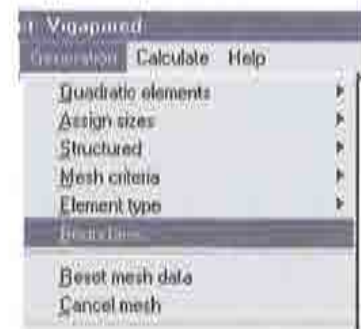 Calculate Help
Quadratic elements
Assign sizes
Structured
Mesh criteria
Element type
Reset mesh data
Cancel mesh